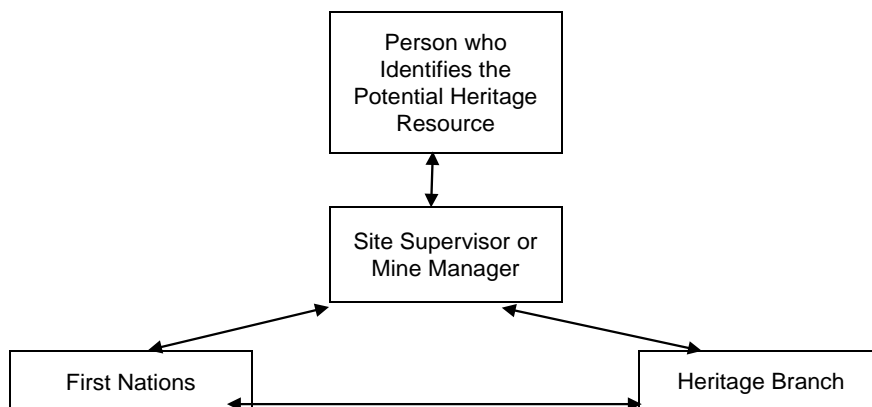 Person who
Identifies the
Potential Heritage
Resource
Site Supervisor or
Mine Manager
First Nations
Heritage Branch